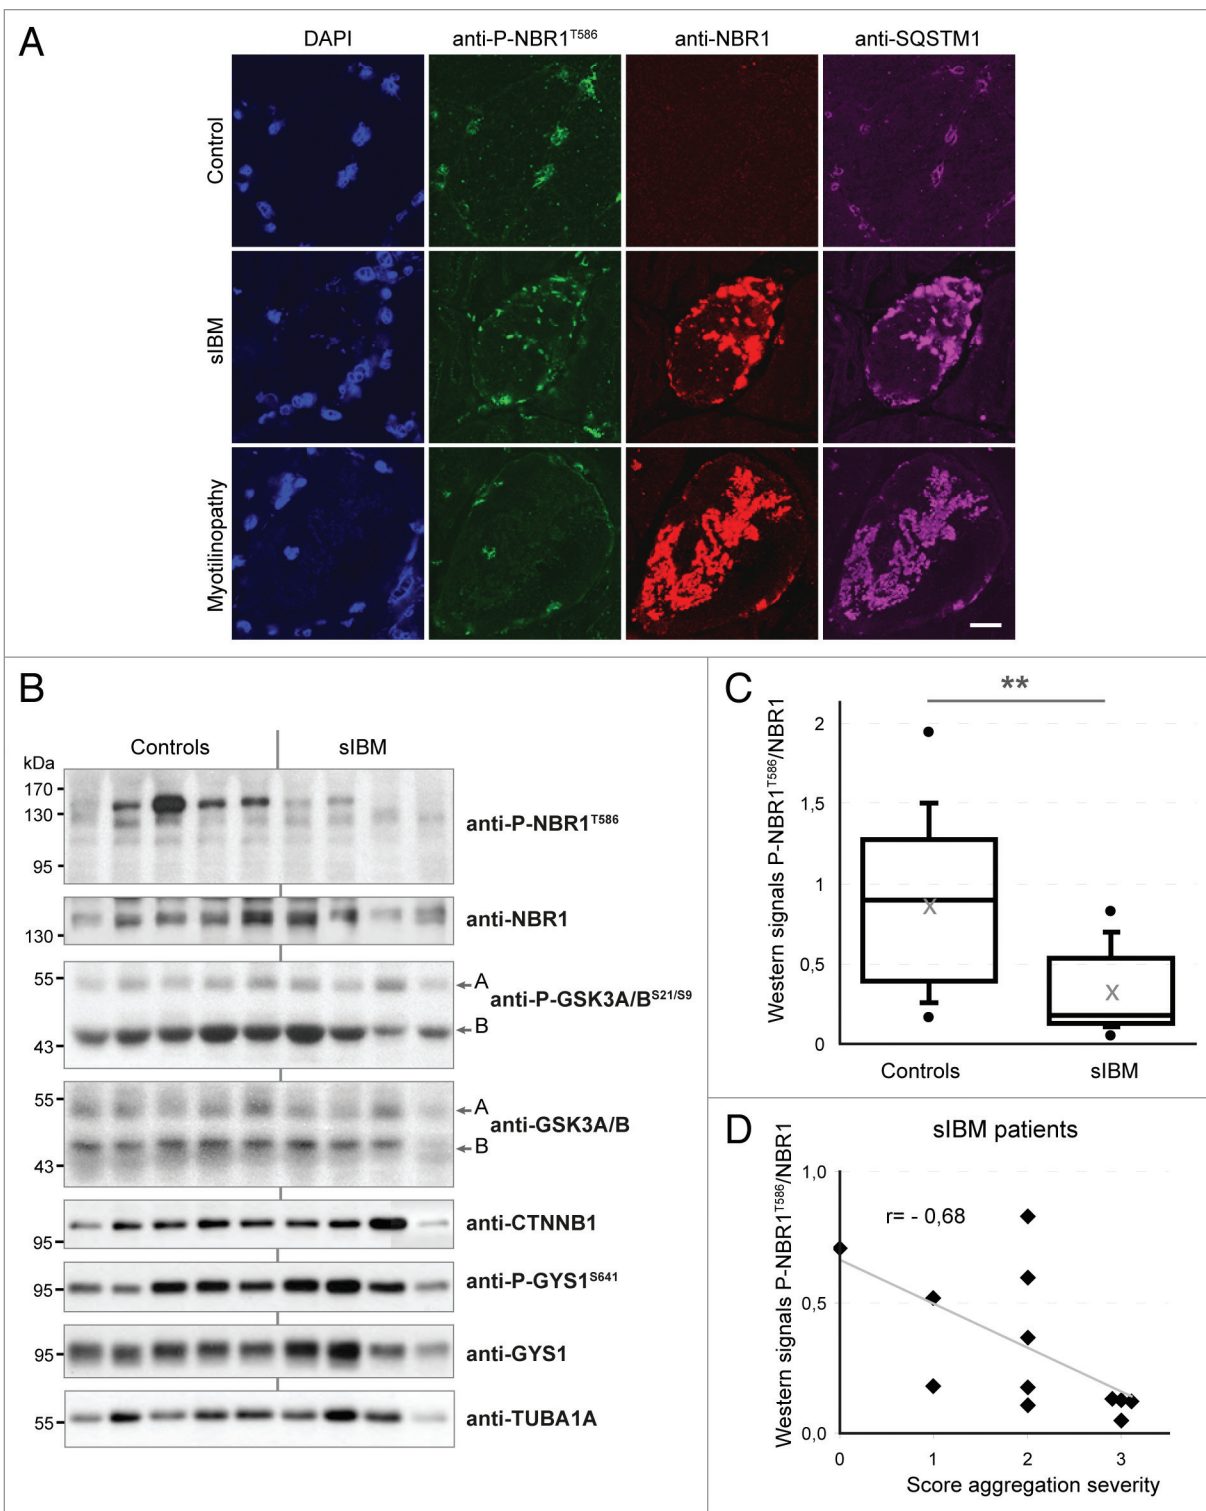 A
DAPI
anti-P-NBR1T586
anti-NBR1
anti-SQSTM1
Control
sIBM
Myotilinopathy
B
Controls
sIBM
kDa
170
130
95
anti-P-NBR1T586
130
anti-NBR1
55
43
A
B
anti-P-GSK3A/BS21/S9
55
43
A
B
anti-GSK3A/B
95
anti-CTNNB1
95
anti-P-GYS1S641
95
anti-GYS1
55
anti-TUBA1A
C
**
Western signals P-NBR1T586/NBR1
2
1,5
1
0,5
0
X
X
Controls
sIBM
D
sIBM patients
Western signals P-NBR1T586/NBR1
1,0
0,5
0,0
r= - 0,68
0
1
2
3
Score aggregation severity